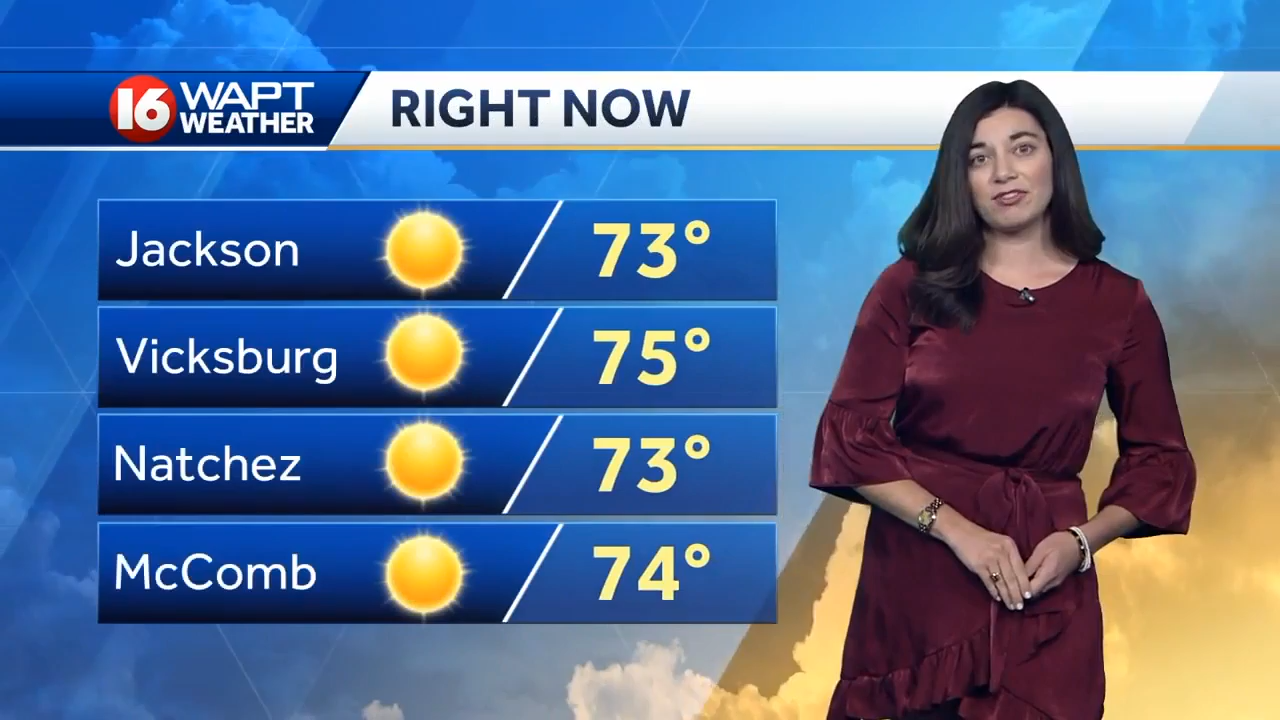 16 WAPT
WEATHER
RIGHT NOW
Jackson 73°
Vicksburg 75°
Natchez 73°
McComb 74°